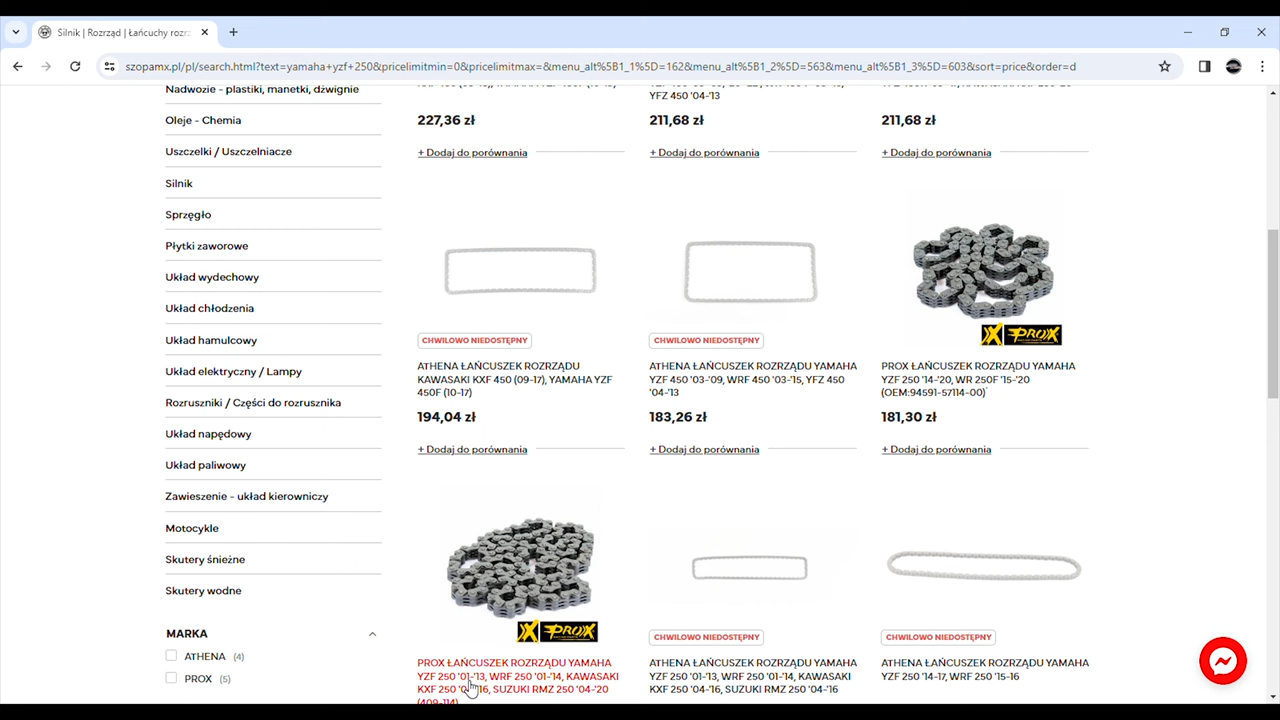 Silnik | Rozrząd | Łańcuchy rozr
szopamx.pl/pl/search.html?text=yamaha+yzf+250&pricelimitmin=0&pricelimitmax=&menu_alt%5B1_1%5D=162&menu_alt%5B1_2%5D=563&menu_alt%5B1_3%5D=603&sort=price&order=d
Nadwozie - plastiki, manetki, dźwignie
Oleje - Chemia
Uszczelki / Uszczelniacze
Silnik
Sprzęgło
Płytki zaworowe
Układ wydechowy
Układ chłodzenia
Układ hamulcowy
Układ elektryczny / Lampy
Rozruszniki / Części do rozrusznika
Układ napędowy
Układ paliwowy
Zawieszenie - układ kierowniczy
Motocykle
Skutery śnieżne
Skutery wodne
MARKA
ATHENA (4)
PROX (5)
227,36 zł
+ Dodaj do porównania
YFZ 450 '04-'13
211,68 zł
+ Dodaj do porównania
211,68 zł
+ Dodaj do porównania
CHWILOWO NIEDOSTĘPNY
ATHENA ŁAŃCUSZEK ROZRZĄDU
KAWASAKI KXF 450 (09-17), YAMAHA YZF
450F (10-17)
194,04 zł
+ Dodaj do porównania
CHWILOWO NIEDOSTĘPNY
ATHENA ŁAŃCUSZEK ROZRZĄDU YAMAHA
YZF 450 '03-'09, WRF 450 '03-'15, YFZ 450
'04-'13
183,26 zł
+ Dodaj do porównania
PROX
PROX ŁAŃCUSZEK ROZRZĄDU YAMAHA
YZF 250 '14-'20, WR 250F '15-'20
(OEM:94591-57114-00)
181,30 zł
+ Dodaj do porównania
PROX
PROX ŁAŃCUSZEK ROZRZĄDU YAMAHA
YZF 250 '01-'13, WRF 250 '01-'14, KAWASAKI
KXF 250 '16, SUZUKI RMZ 250 '04-'20
(409-114)
CHWILOWO NIEDOSTĘPNY
ATHENA ŁAŃCUSZEK ROZRZĄDU YAMAHA
YZF 250 '01-'13, WRF 250 '01-'14, KAWASAKI
KXF 250 '04-'16, SUZUKI RMZ 250 '04-'16
CHWILOWO NIEDOSTĘPNY
ATHENA ŁAŃCUSZEK ROZRZĄDU YAMAHA
YZF 250 '14-'17, WRF 250 '15-'16